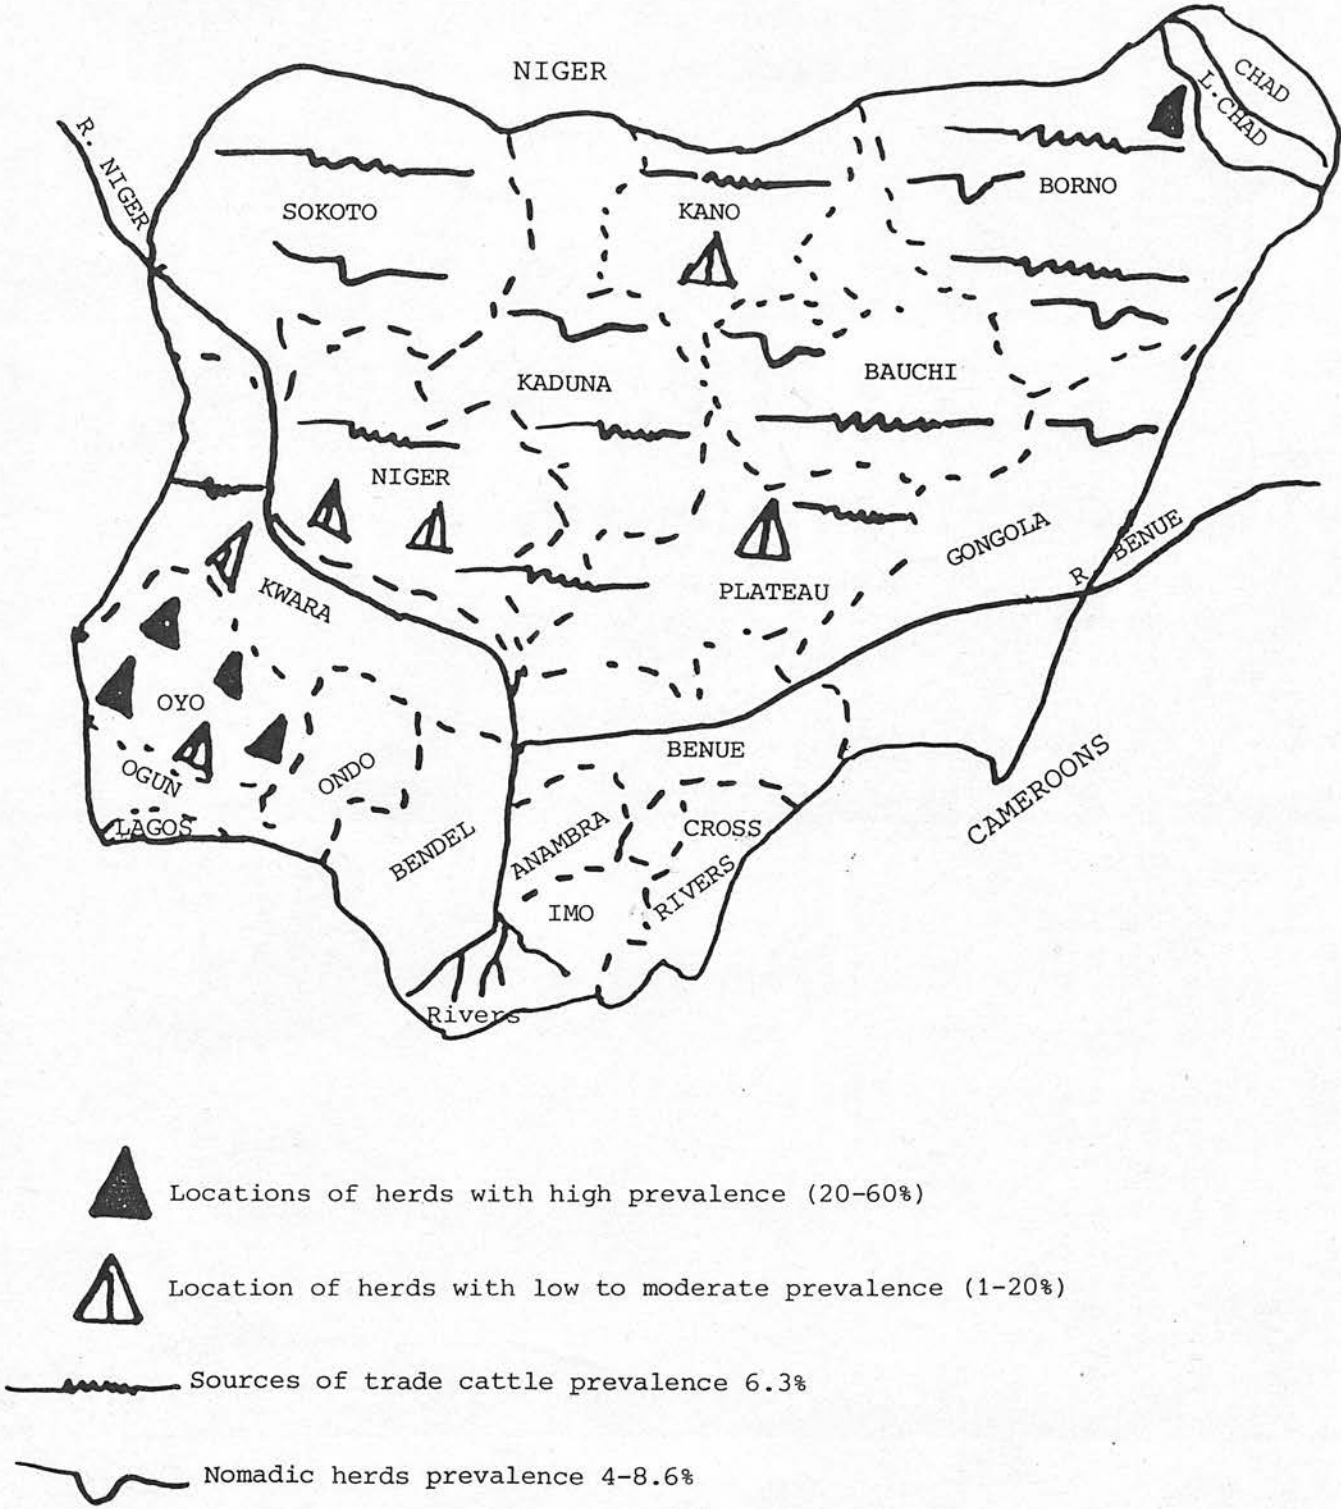 NIGER
CHAD
L.CHAD
R. NIGER
BORNO
SOKOTO
KANO
BAUCHI
KADUNA
NIGER
GONGOLA
R. BENUE
PLATEAU
KWARA
OYO
BENUE
OGUN
ONDO
CAMEROONS
LAGOS
ANAMBRA
CROSS
RIVERS
BENDEL
IMO
Rivers
Locations of herds with high prevalence (20-60%)
Location of herds with low to moderate prevalence (1-20%)
Sources of trade cattle prevalence 6.3%
Nomadic herds prevalence 4-8.6%